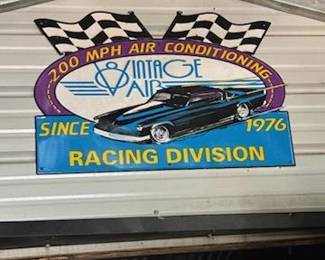 200 MPH AIR CONDITIONING
VINTAGE
AIR
SINCE 1976
RACING DIVISION